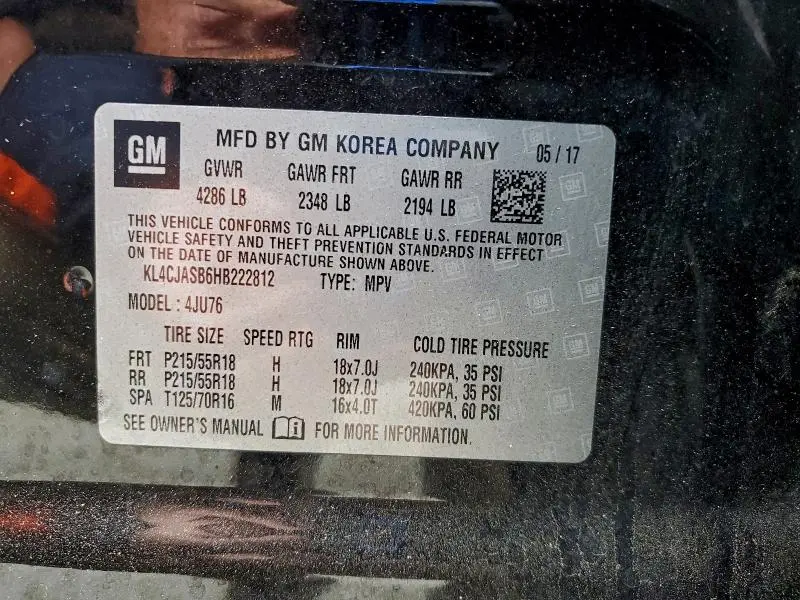 GM MFD BY GM KOREA COMPANY 05 / 17
GVWR GAWR FRT GAWR RR
4286 LB 2348 LB 2194 LB
THIS VEHICLE CONFORMS TO ALL APPLICABLE U.S. FEDERAL MOTOR
VEHICLE SAFETY AND THEFT PREVENTION STANDARDS IN EFFECT
ON THE DATE OF MANUFACTURE SHOWN ABOVE.
KL4CJASB6HB222812 TYPE: MPV
MODEL : 4JU76
TIRE SIZE SPEED RTG RIM COLD TIRE PRESSURE
FRT P215/55R18 H 18x7.0J 240KPA, 35 PSI
RR P215/55R18 H 18x7.0J 240KPA, 35 PSI
SPA T125/70R16 M 16x4.0T 420KPA, 60 PSI
SEE OWNER'S MANUAL i FOR MORE INFORMATION.